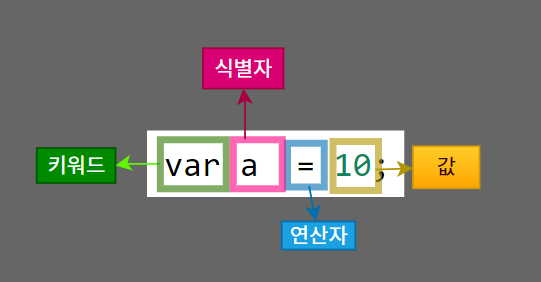 식별자
키워드
var a = 10;
값
연산자